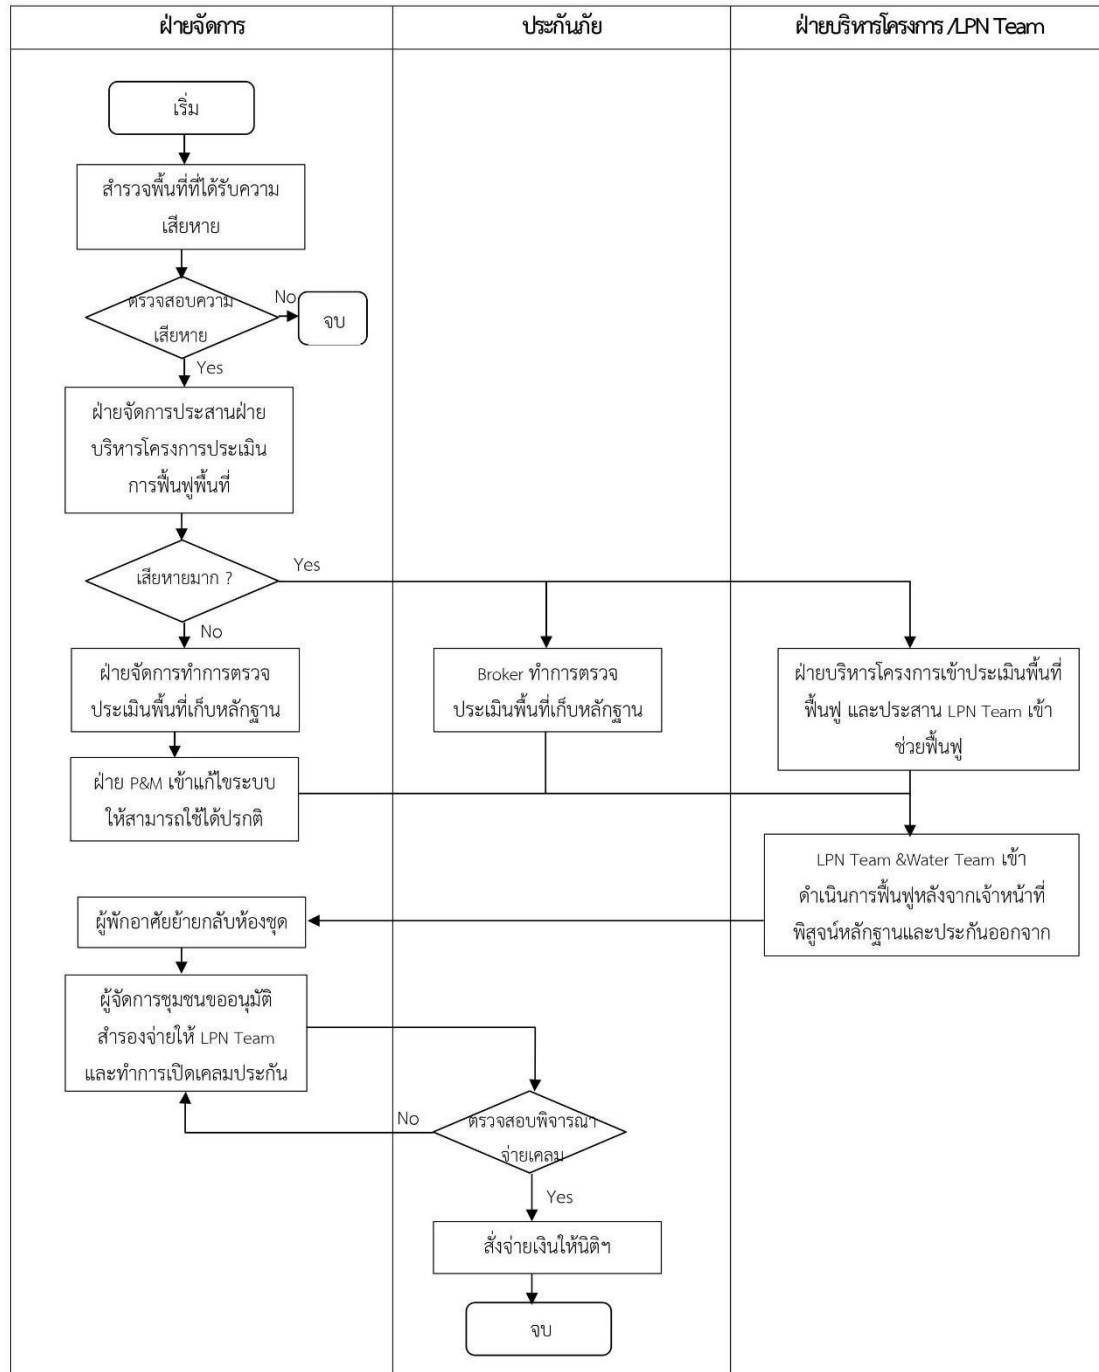 ฝ่ายจัดการ
ประกันภัย
ฝ่ายบริหารโครงการ /LPN Team
เริ่ม
สำรวจพื้นที่ที่ได้รับความ
เสียหาย
ตรวจสอบความ
เสียหาย
No
จบ
Yes
ฝ่ายจัดการประสานฝ่าย
บริหารโครงการประเมิน
การฟื้นฟูพื้นที่
เสียหายมาก ?
Yes
No
ฝ่ายจัดการทำการตรวจ
ประเมินพื้นที่เก็บหลักฐาน
Broker ทำการตรวจ
ประเมินพื้นที่เก็บหลักฐาน
ฝ่ายบริหารโครงการเข้าประเมินพื้นที่
ฟื้นฟู และประสาน LPN Team เข้า
ช่วยฟื้นฟู
ฝ่าย P&M เข้าแก้ไขระบบ
ให้สามารถใช้ได้ปรกติ
LPN Team &Water Team เข้า
ดำเนินการฟื้นฟูหลังจากเจ้าหน้าที่
พิสูจน์หลักฐานและประกันออกจาก
ผู้พักอาศัยย้ายกลับห้องชุด
ผู้จัดการชุมชนขออนุมัติ
สำรองจ่ายให้ LPN Team
และทำการเปิดเคลมประกัน
No
ตรวจสอบพิจารณา
จ่ายเคลม
Yes
สั่งจ่ายเงินให้นิติฯ
จบ